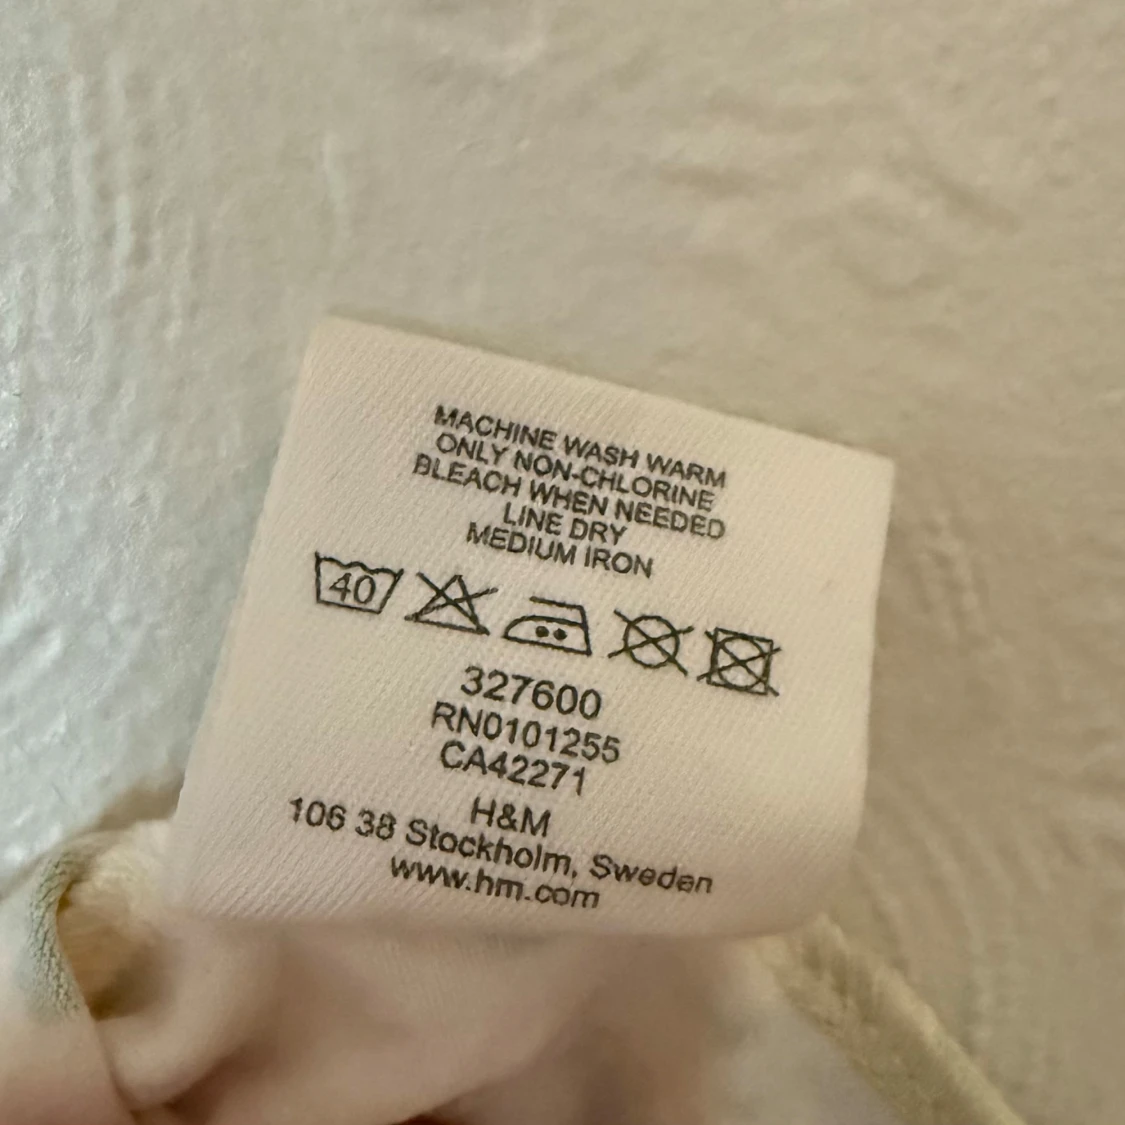 MACHINE WASH WARM
ONLY NON-CHLORINE
BLEACH WHEN NEEDED
LINE DRY
MEDIUM IRON
40
327600
RN0101255
CA42271
H&M
106 38 Stockholm, Sweden
www.hm.com